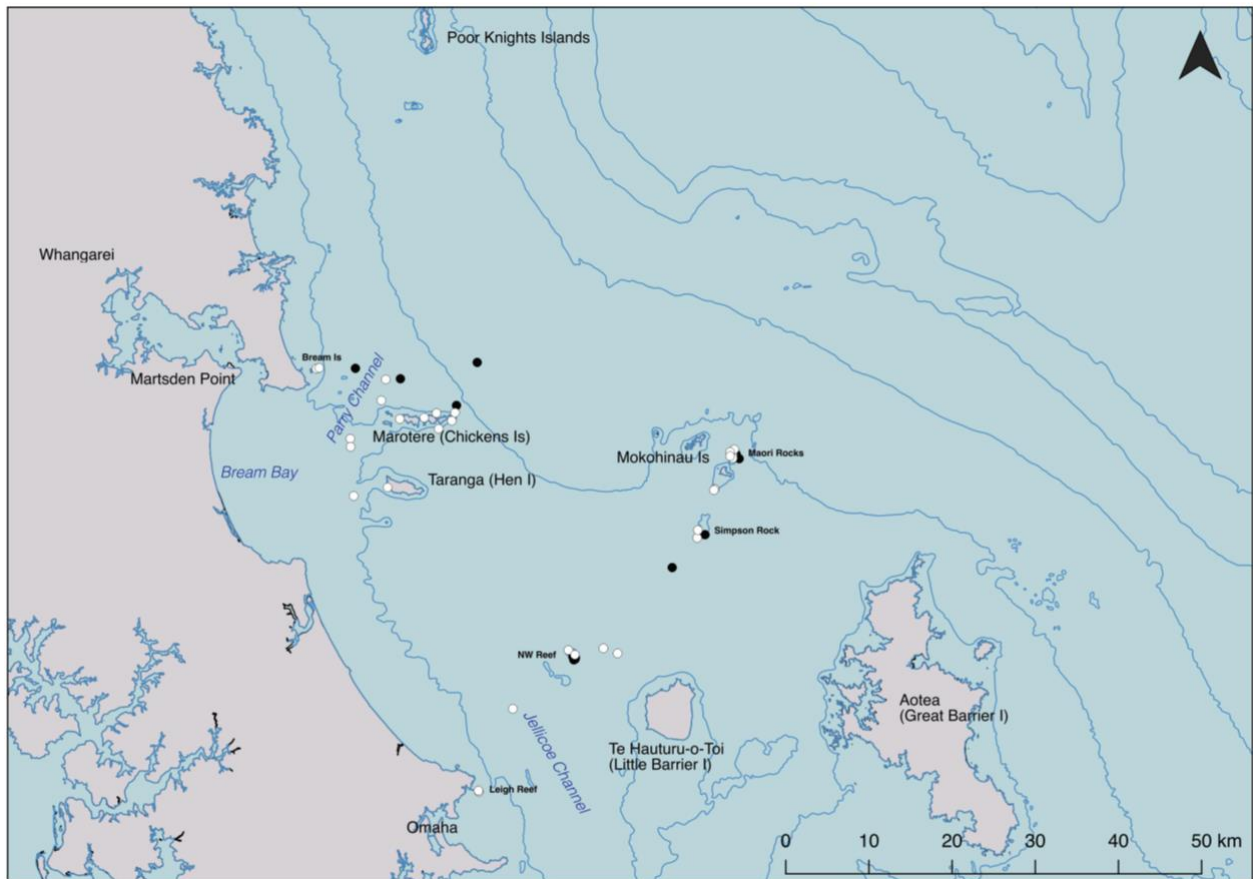 Poor Knights Islands
Whangarei
Bream Is
Martsden Point
Parry Channel
Marotere (Chickens Is)
Mokohinau Is
Maori Rocks
Bream Bay
Taranga (Hen I)
Simpson Rock
NW Reef
Aotea
(Great Barrier I)
Jellicoe Channel
Te Hauturu-o-Toi
(Little Barrier I)
Leigh Reef
Omaha
0 10 20 30 40 50 km